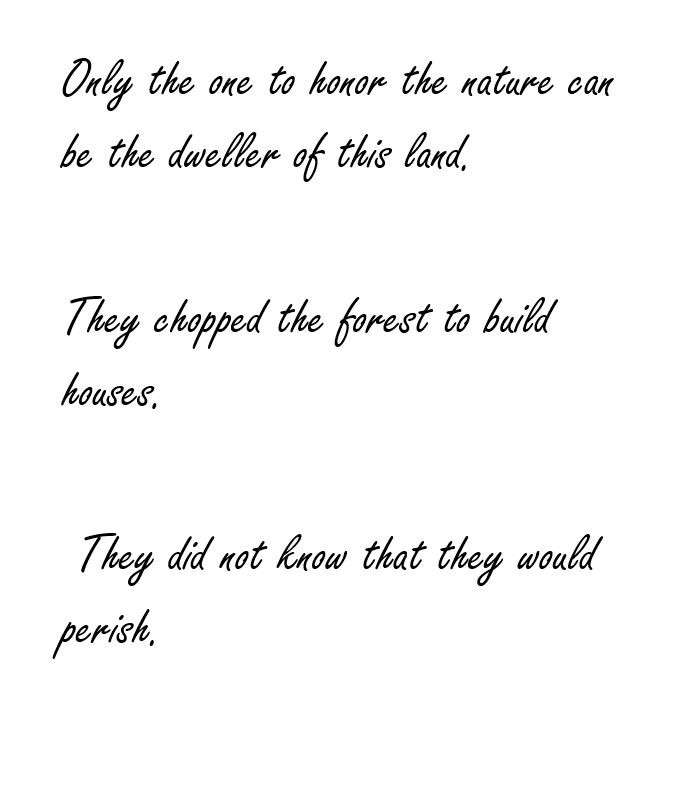 Only the one to honor the nature can
be the dweller of this land.
They chopped the forest to build
houses.
They did not know that they would
perish.